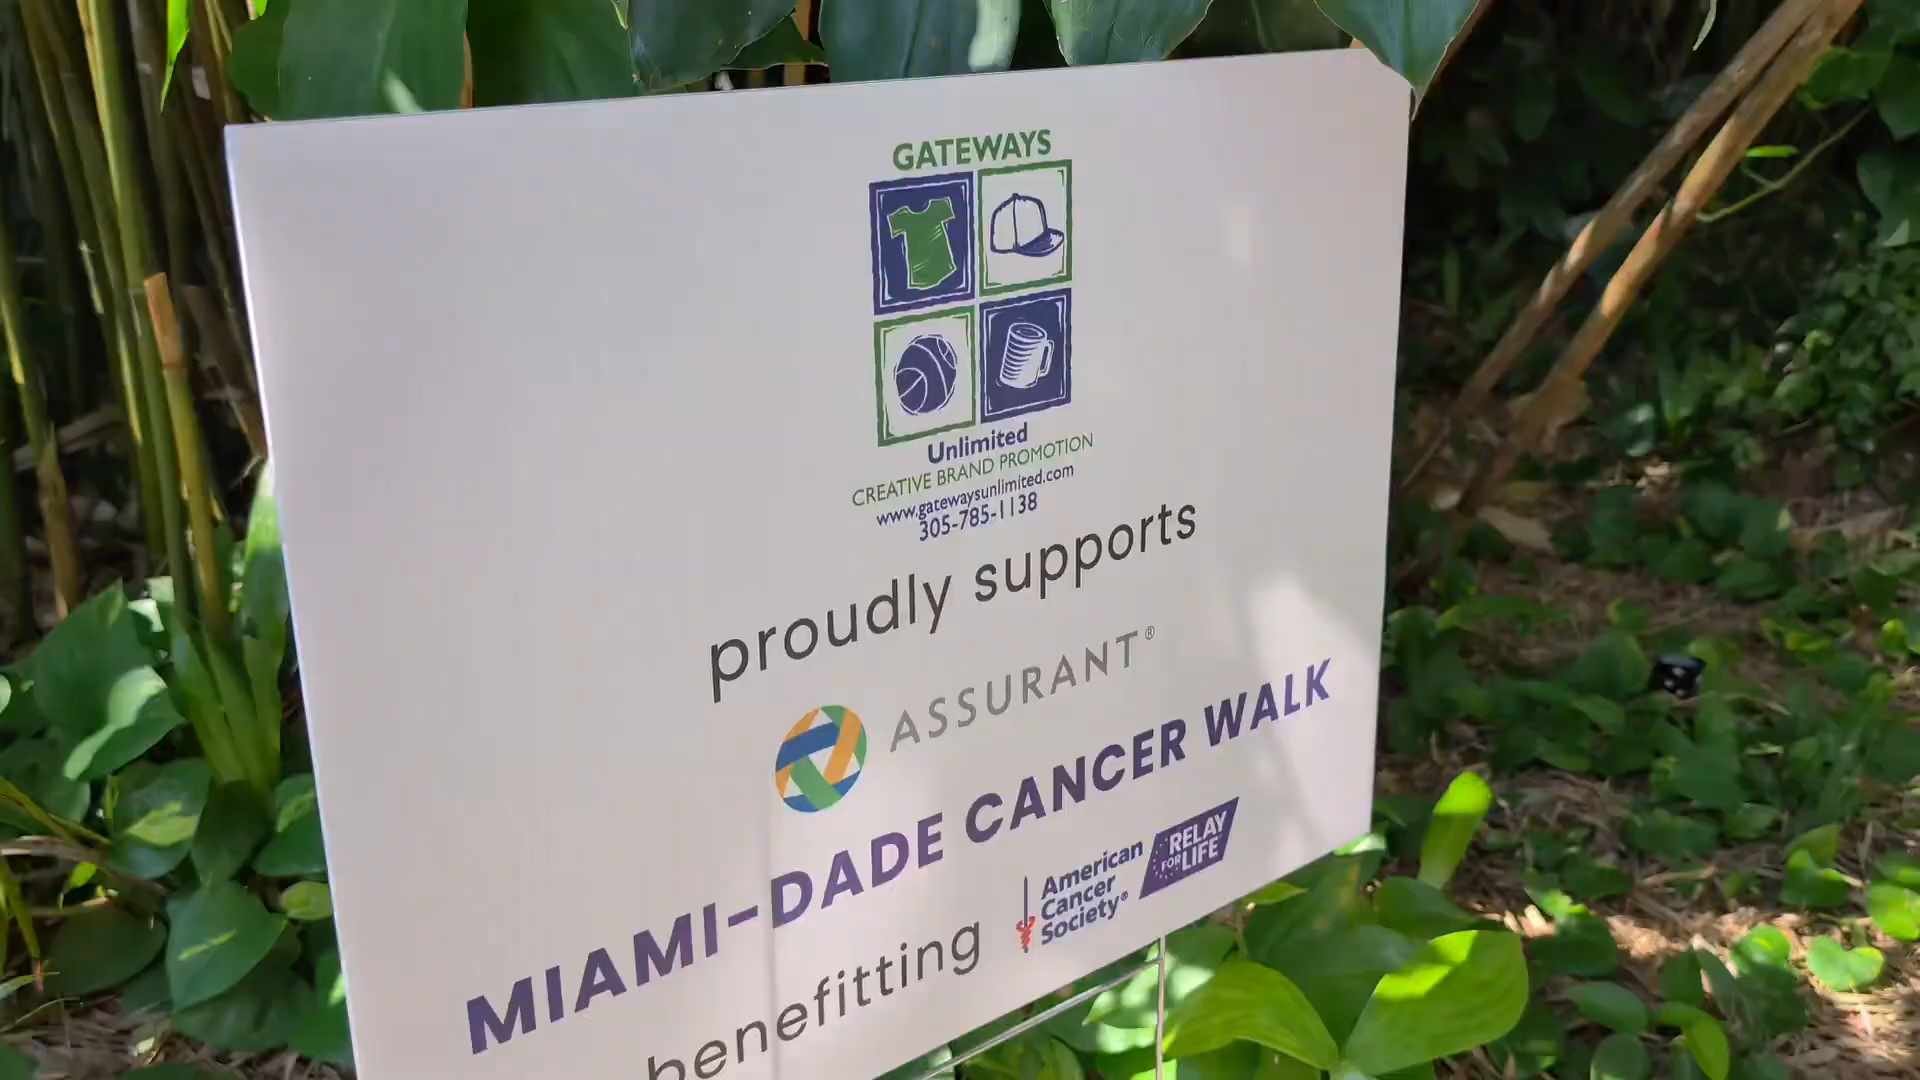 GATEWAYS
Unlimited
CREATIVE BRAND PROMOTION
www.gatewaysunlimited.com
305-785-1138
proudly supports
ASSURANT®
MIAMI-DADE CANCER WALK
benefitting
American
Cancer
Society®
RELAY
FOR LIFE